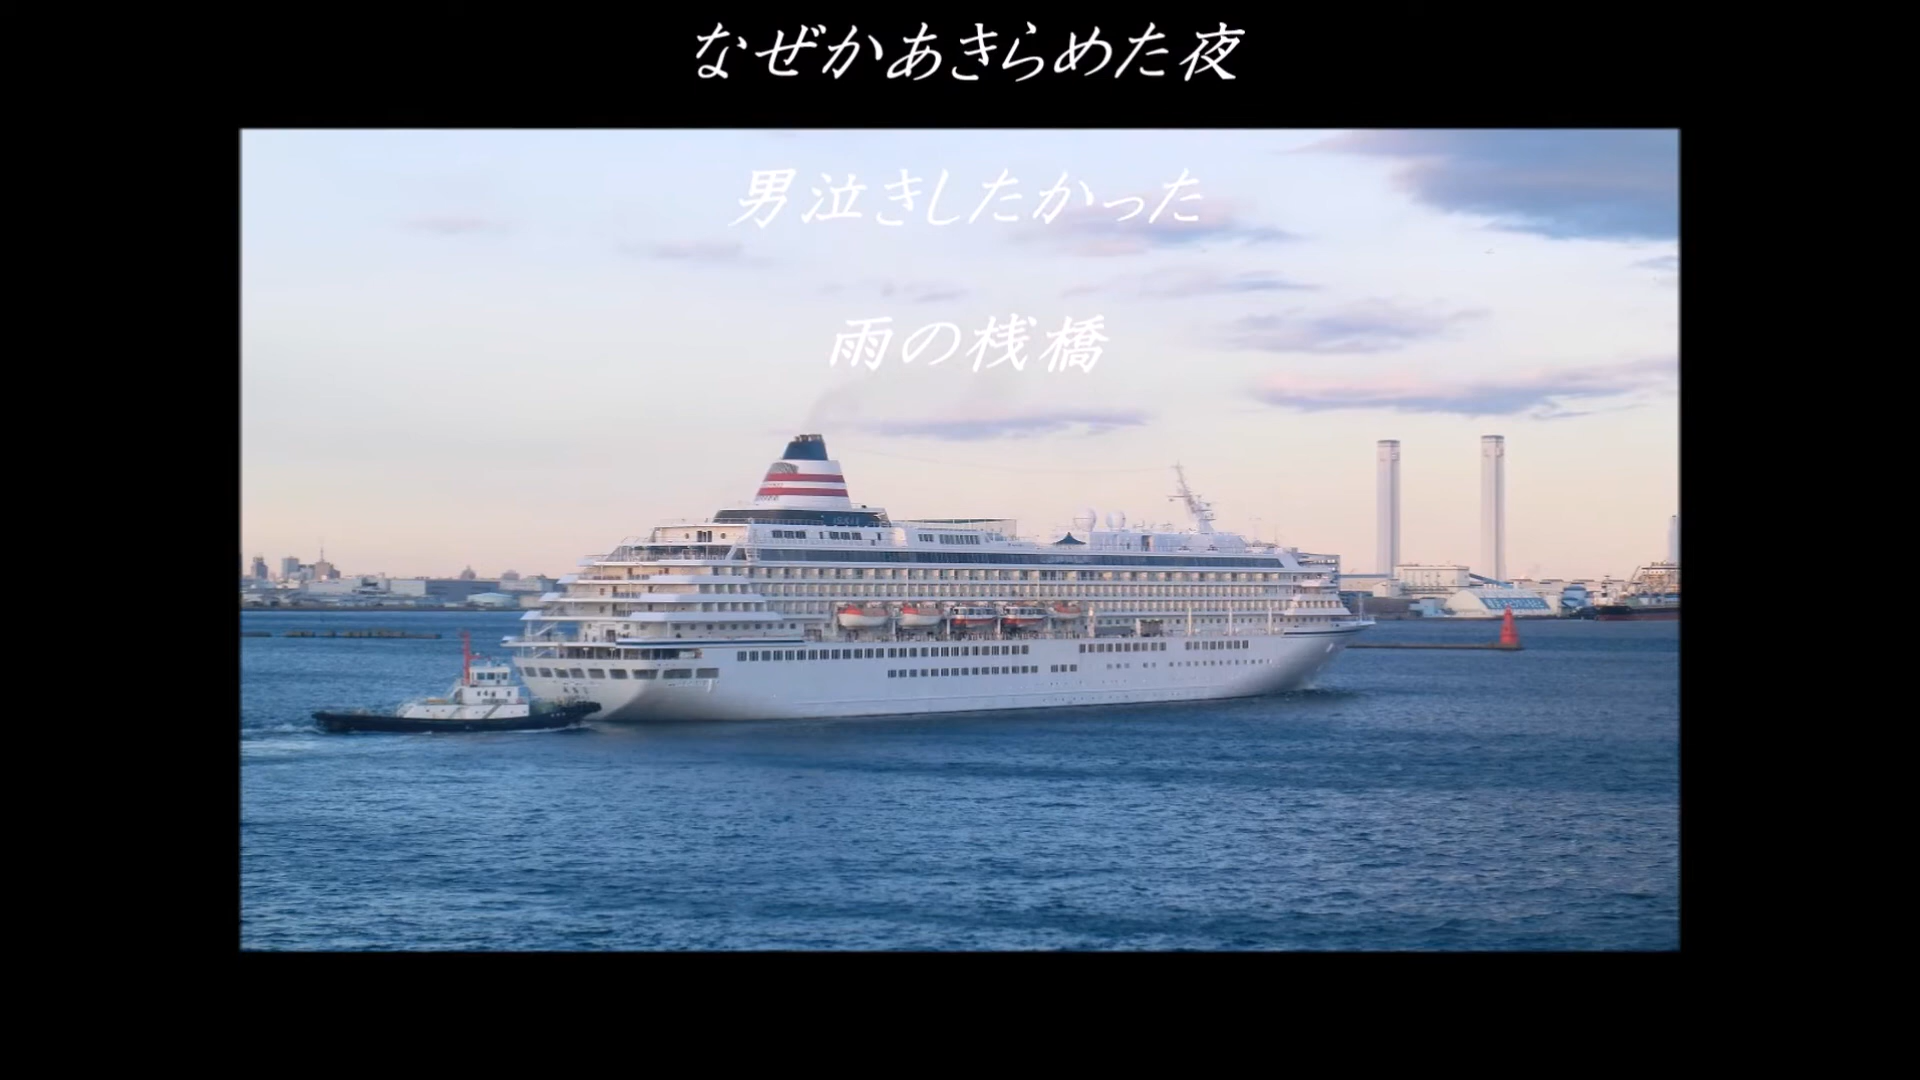 なぜかあきらめた夜
男泣きしたかった
雨の桟橋